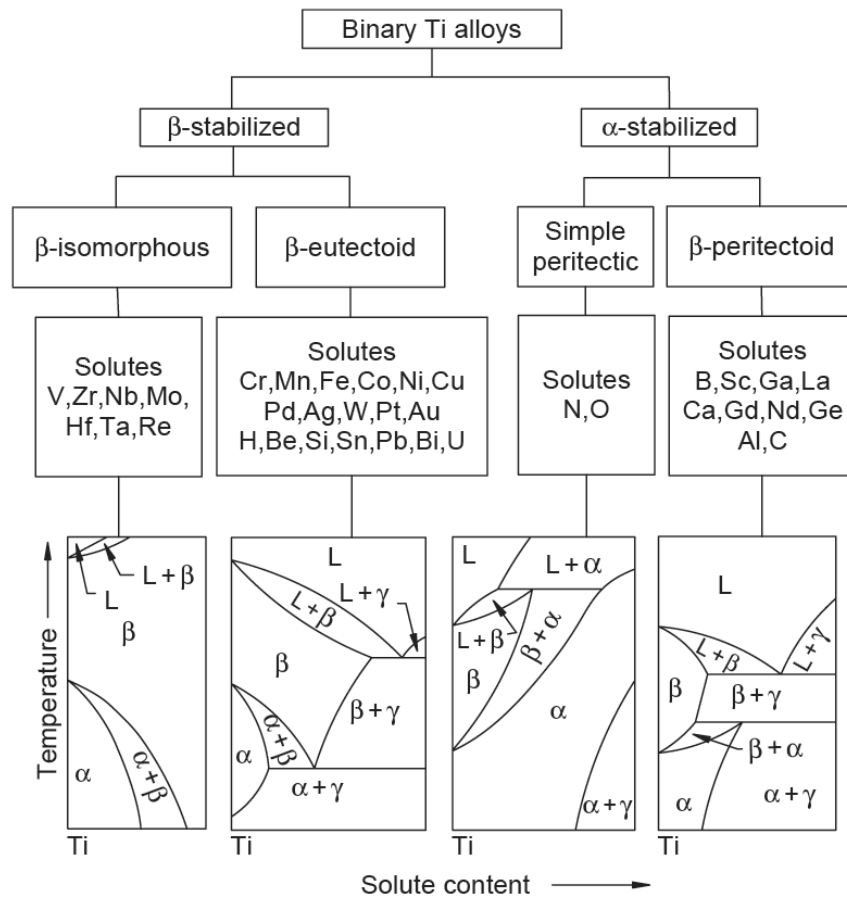 Binary Ti alloys
β-stabilized
α-stabilized
β-isomorphous
β-eutectoid
Simple
peritectic
β-peritectoid
Solutes
V,Zr,Nb,Mo,
Hf,Ta,Re
Solutes
Cr,Mn,Fe,Co,Ni,Cu
Pd,Ag,W,Pt,Au
H,Be,Si,Sn,Pb,Bi,U
Solutes
N,O
Solutes
B,Sc,Ga,La
Ca,Gd,Nd,Ge
Al,C
Temperature
L+β
L
β
α
α+β
Ti
L
L+γ
L+β
β
β+γ
α+β
α
α+γ
Ti
L
L+α
L+β
β+α
β
α
α+γ
Ti
L
L+β
L+γ
β
β+γ
β+α
α
α+γ
Ti
Solute content